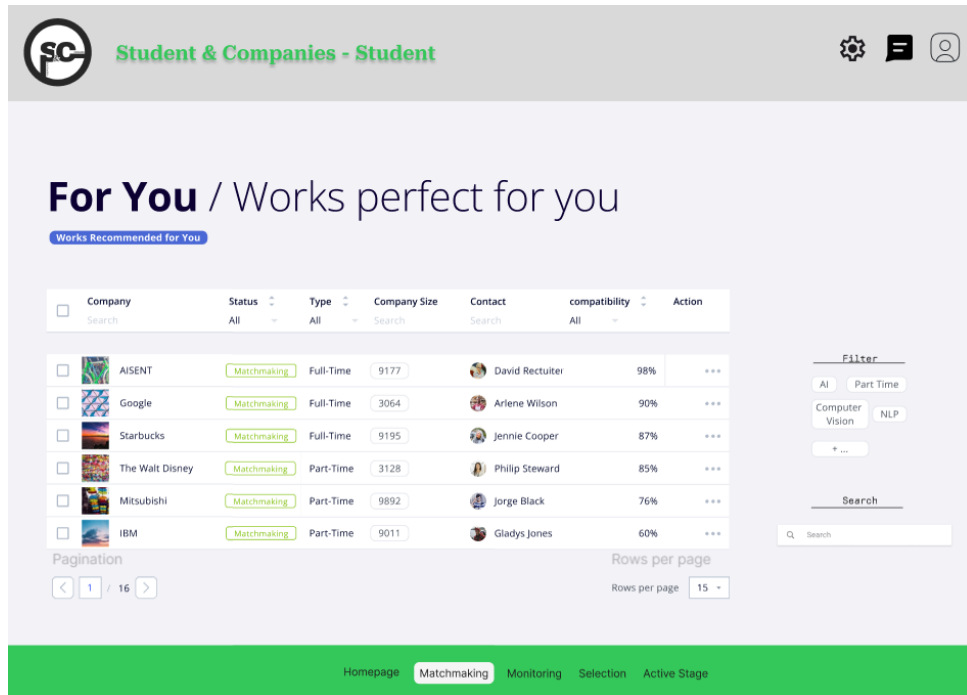 S&C
Student & Companies - Student
For You / Works perfect for you
Works Recommended for You
Company Status Type Company Size Contact compatibility Action
Search All All Search Search All
AISENT Matchmaking Full-Time 9177 David Rectuiter 98%
Google Matchmaking Full-Time 3064 Arlene Wilson 90%
Starbucks Matchmaking Full-Time 9195 Jennie Cooper 87%
The Walt Disney Matchmaking Part-Time 3128 Philip Steward 85%
Mitsubishi Matchmaking Part-Time 9892 Jorge Black 76%
IBM Matchmaking Part-Time 9011 Gladys Jones 60%
Filter
AI Part Time
Computer Vision NLP
+ ...
Search
Search
Pagination Rows per page
1 / 16 Rows per page 15
Homepage Matchmaking Monitoring Selection Active Stage